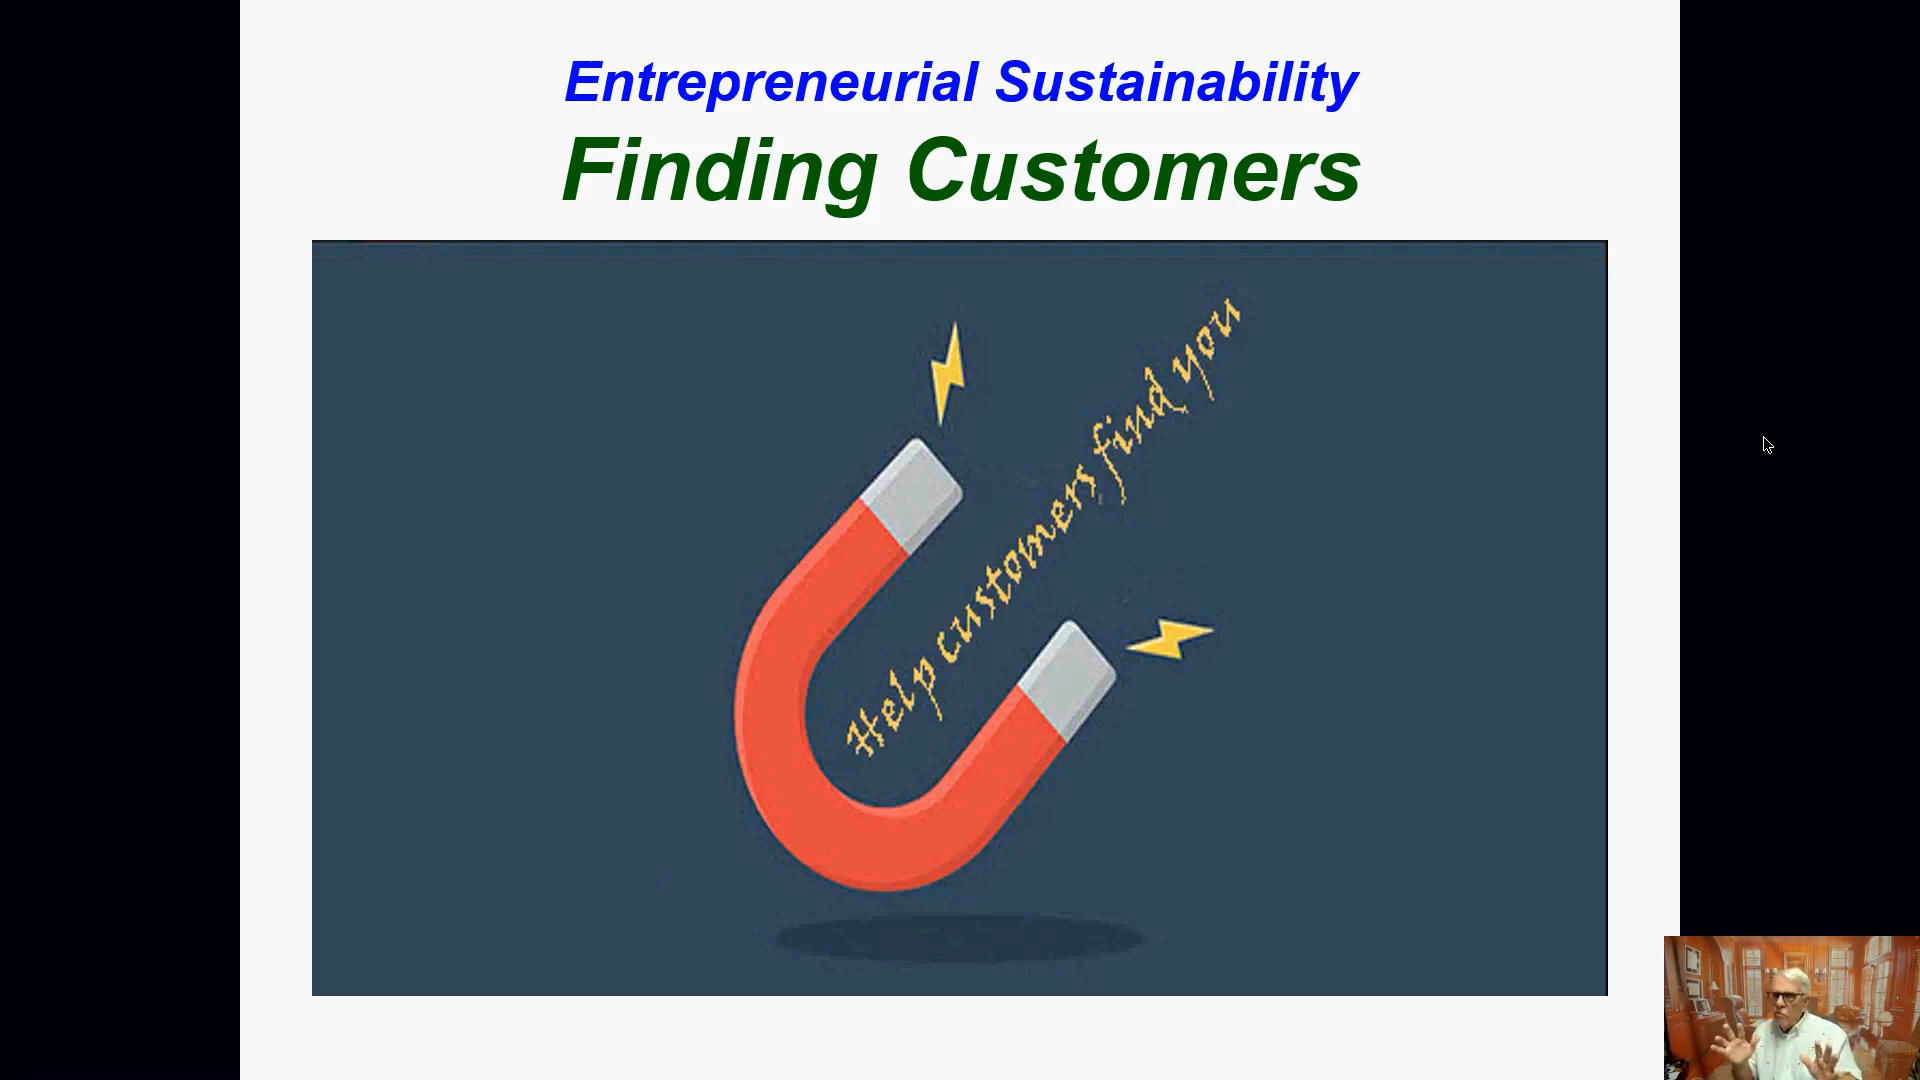 Entrepreneurial Sustainability
Finding Customers
Help customers find you